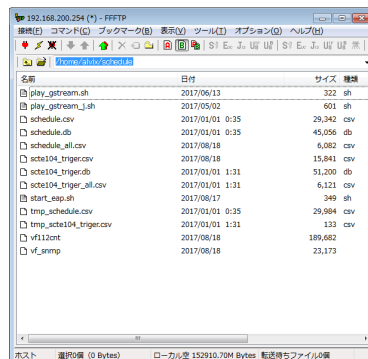 192.168.200.254 (*) - FFFTP
接続(F) コマンド(C) ブックマーク(B) 表示(V) ツール(T) オプション(O) ヘルプ(H)
/home/alvix/schedule
名前 日付 サイズ 種類
play_gstream.sh 2017/06/13 322 sh
play_gstream_j.sh 2017/05/02 601 sh
schedule.csv 2017/01/01 0:35 29,342 csv
schedule.db 2017/01/01 0:35 45,056 db
schedule_all.csv 2017/08/18 6,082 csv
scte104_triger.csv 2017/08/18 15,841 csv
scte104_triger.db 2017/01/01 1:31 51,200 db
scte104_triger_all.csv 2017/01/01 1:31 6,121 csv
start_eap.sh 2017/08/17 349 sh
tmp_schedule.csv 2017/01/01 0:35 29,984 csv
tmp_scte104_triger.csv 2017/01/01 1:31 133 csv
vf112cnt 2017/08/18 189,682
vf_snmp 2017/08/18 23,173
ホスト 選択0個 (0 Bytes) ローカル空 152910.70M Bytes 転送待ちファイル0個